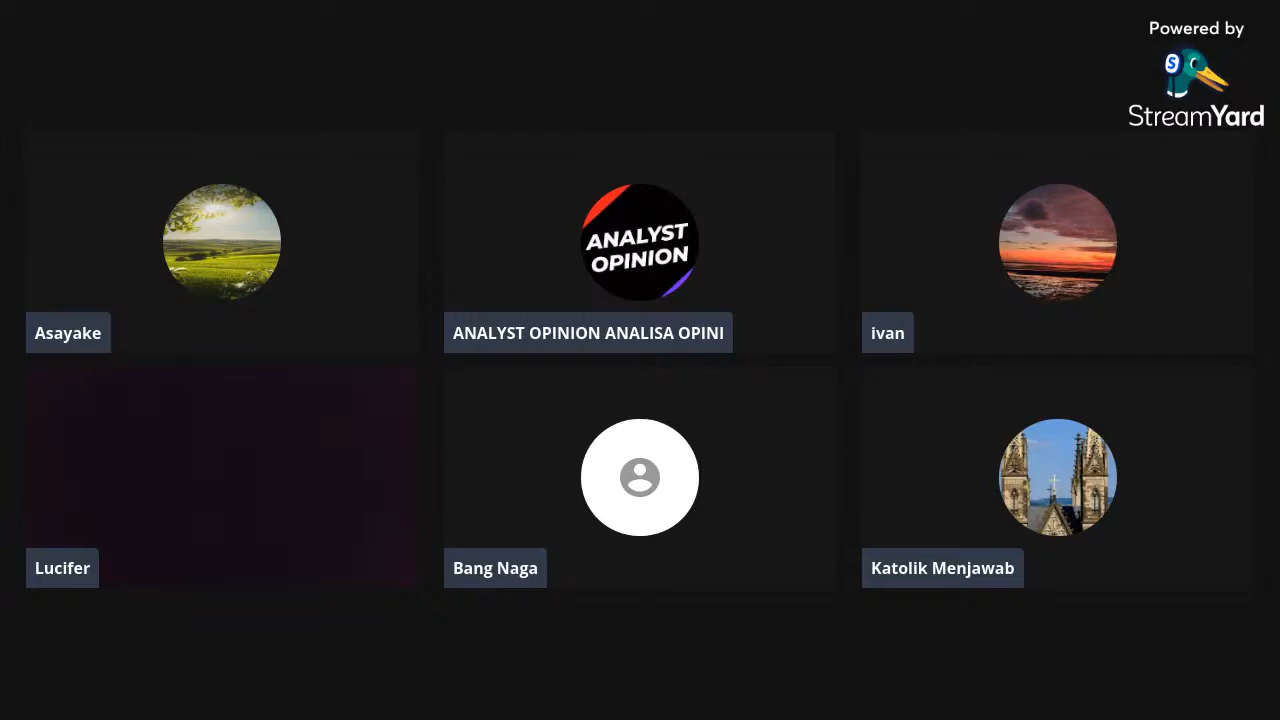 Powered by
StreamYard
ANALYST
OPINION
Asayake
ANALYST OPINION ANALISA OPINI
ivan
Lucifer
Bang Naga
Katolik Menjawab